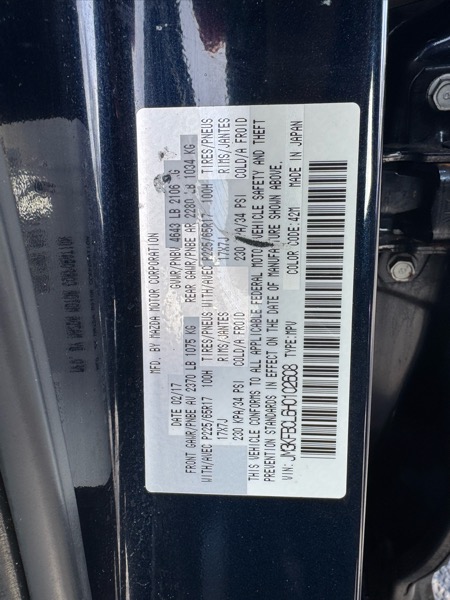 MFD. BY MAZDA MOTOR CORPORATION
DATE 02/17 GVWR/PNBV 4643 LB 2106 KG
FRONT GAWR/PNBE AV 2370 LB 1075 KG REAR GAWR/PNBE AR 2280 LB 1034 KG
WITH/AVEC P225/65R17 100H TIRES/PNEUS WITH/AVEC P225/65R17 100H TIRES/PNEUS
17X7J RIMS/JANTES 17X7J RIMS/JANTES
230 KPA/34 PSI COLD/A FROID 230 KPA/34 PSI COLD/A FROID
THIS VEHICLE CONFORMS TO ALL APPLICABLE FEDERAL MOTOR VEHICLE SAFETY AND THEFT
PREVENTION STANDARDS IN EFFECT ON THE DATE OF MANUFACTURE SHOWN ABOVE.
VIN: JM3KFBCL6H0102608 TYPE: MPV COLOR CODE: 42M MADE IN JAPAN